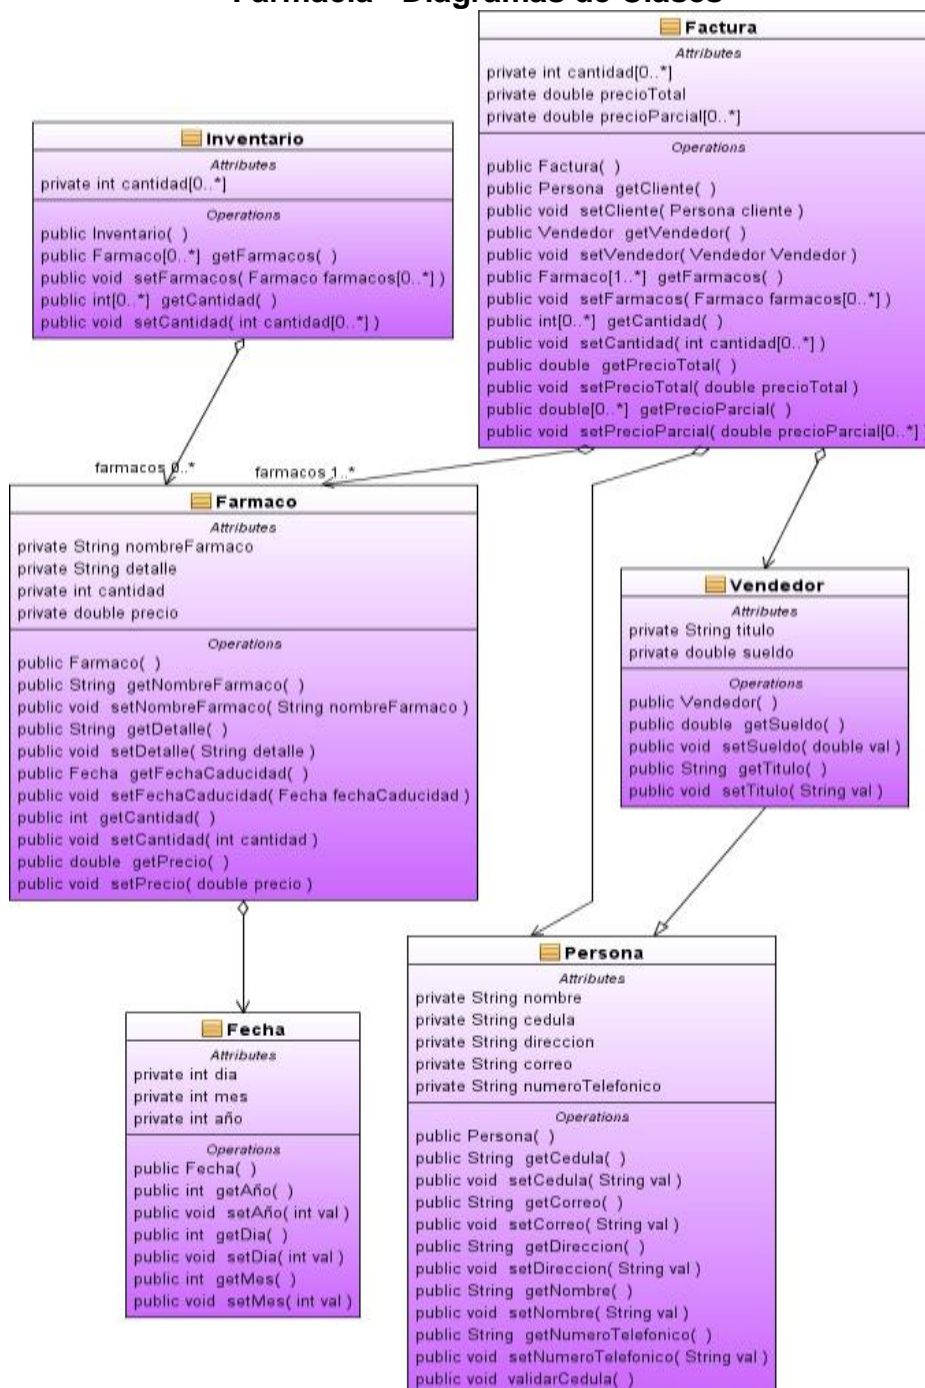 Farmacia - Diagramas de Clases
Factura
Attributes
private int cantidad[0..*]
private double precioTotal
private double precioParcial[0..*]
Operations
public Factura( )
public Persona getCliente( )
public void setCliente( Persona cliente )
public Vendedor getVendedor( )
public void setVendedor( Vendedor Vendedor )
public Farmaco[1..*] getFarmacos( )
public void setFarmacos( Farmaco farmacos[0..*] )
public int[0..*] getCantidad( )
public void setCantidad( int cantidad[0..*] )
public double getPrecioTotal( )
public void setPrecioTotal( double precioTotal )
public double[0..*] getPrecioParcial( )
public void setPrecioParcial( double precioParcial[0..*] )
Inventario
Attributes
private int cantidad[0..*]
Operations
public Inventario( )
public Farmaco[0..*] getFarmacos( )
public void setFarmacos( Farmaco farmacos[0..*] )
public int[0..*] getCantidad( )
public void setCantidad( int cantidad[0..*] )
farmacos 0..*
farmacos 1..*
Farmaco
Attributes
private String nombreFarmaco
private String detalle
private int cantidad
private double precio
Operations
public Farmaco( )
public String getNombreFarmaco( )
public void setNombreFarmaco( String nombreFarmaco )
public String getDetalle( )
public void setDetalle( String detalle )
public Fecha getFechaCaducidad( )
public void setFechaCaducidad( Fecha fechaCaducidad )
public int getCantidad( )
public void setCantidad( int cantidad )
public double getPrecio( )
public void setPrecio( double precio )
Vendedor
Attributes
private String titulo
private double sueldo
Operations
public Vendedor( )
public double getSueldo( )
public void setSueldo( double val )
public String getTitulo( )
public void setTitulo( String val )
Fecha
Attributes
private int dia
private int mes
private int año
Operations
public Fecha( )
public int getAño( )
public void setAño( int val )
public int getDia( )
public void setDia( int val )
public int getMes( )
public void setMes( int val )
Persona
Attributes
private String nombre
private String cedula
private String direccion
private String correo
private String numeroTelefonico
Operations
public Persona( )
public String getCedula( )
public void setCedula( String val )
public String getCorreo( )
public void setCorreo( String val )
public String getDireccion( )
public void setDireccion( String val )
public String getNombre( )
public void setNombre( String val )
public String getNumeroTelefonico( )
public void setNumeroTelefonico( String val )
public void validarCedula( )